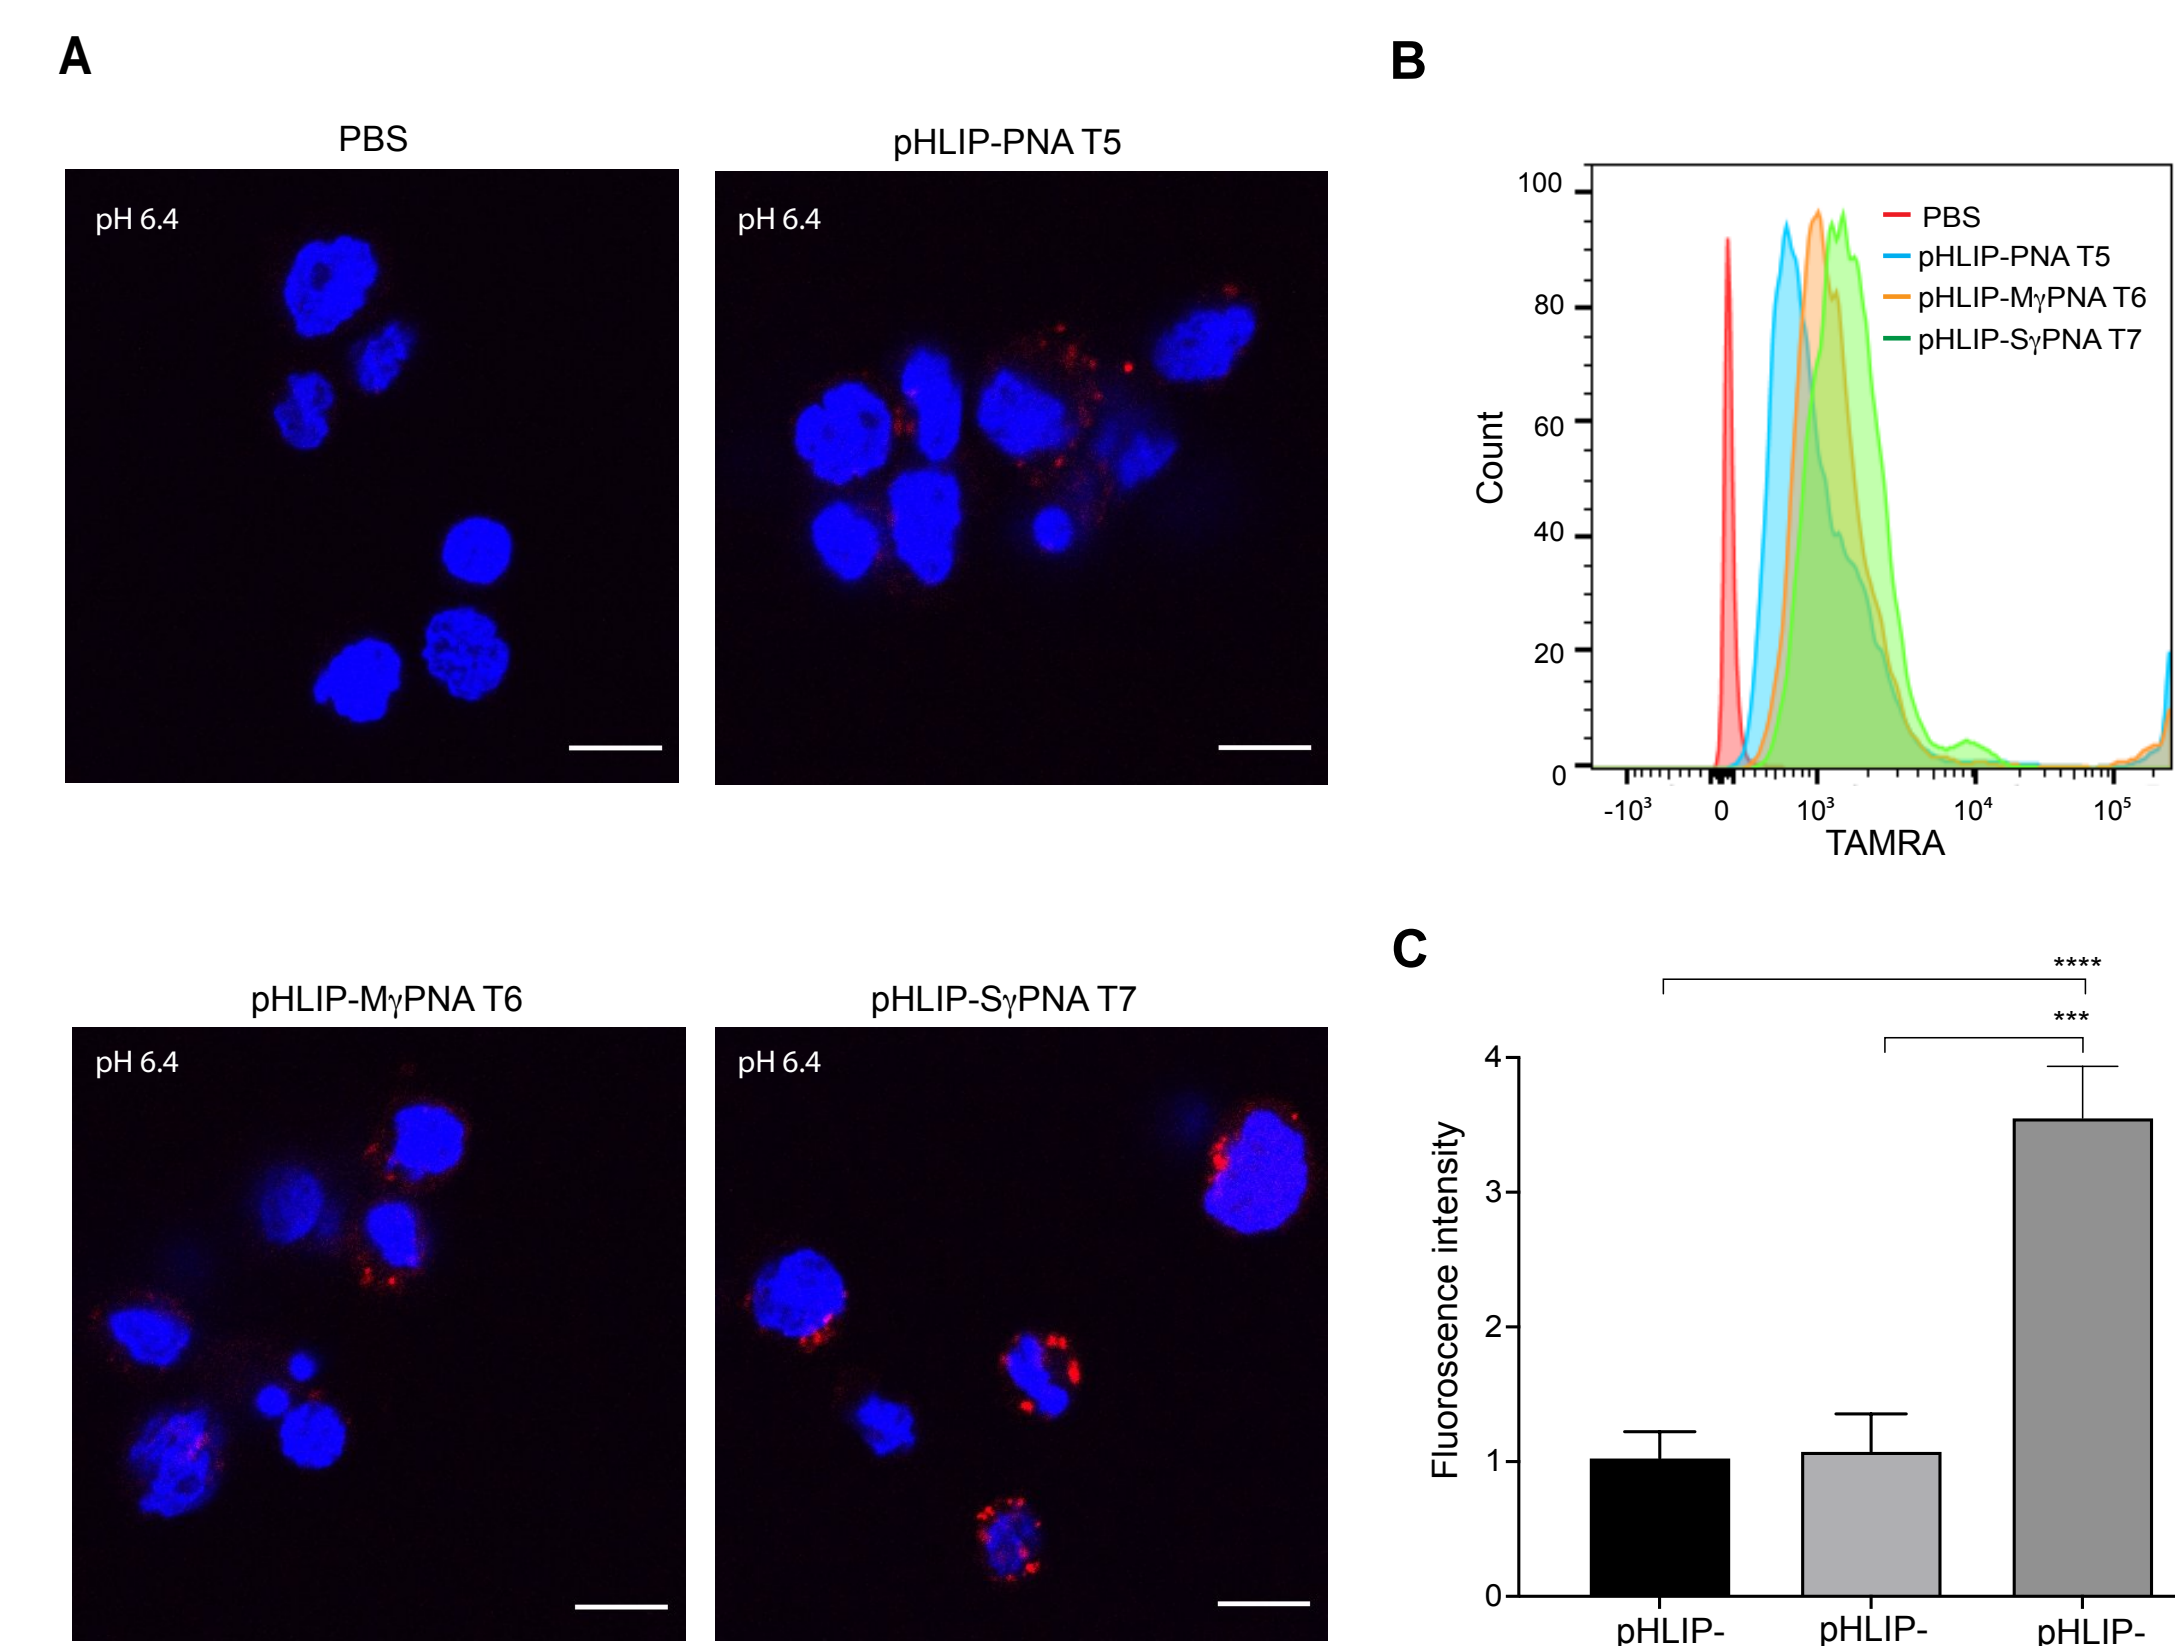 A
PBS
pH 6.4
pHLIP-PNA T5
pH 6.4
pHLIP-MγPNA T6
pH 6.4
pHLIP-SγPNA T7
pH 6.4
B
100
80
60
40
20
0
Count
PBS
pHLIP-PNA T5
pHLIP-MγPNA T6
pHLIP-SγPNA T7
-10³ 0 10³ 10⁴ 10⁵
TAMRA
C
****
***
4
3
2
1
0
Fluoroscence intensity
pHLIP- pHLIP- pHLIP-